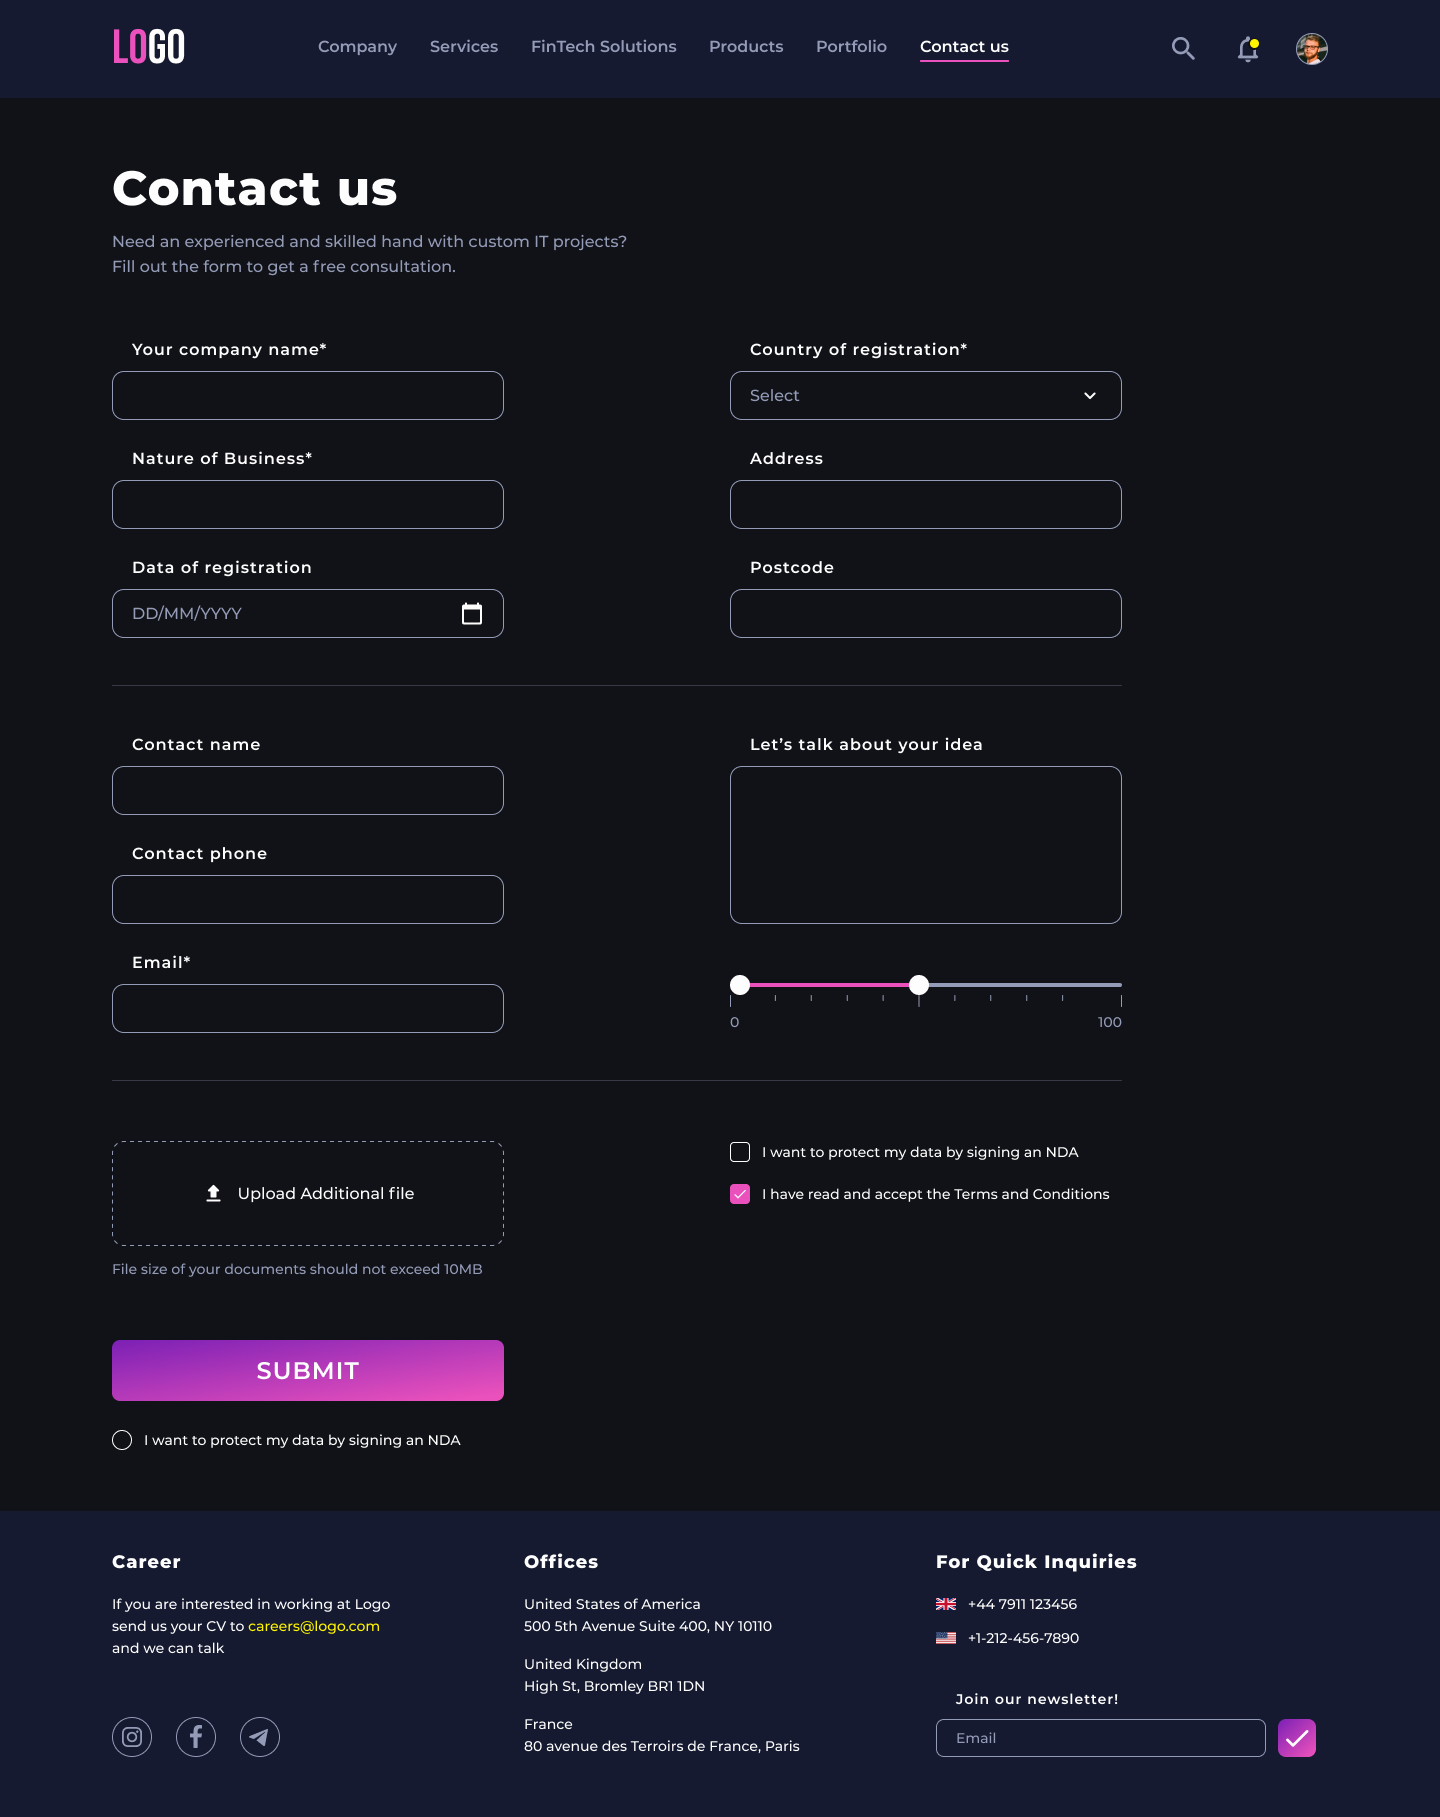 LOGO
Company
Services
FinTech Solutions
Products
Portfolio
Contact us
Contact us
Need an experienced and skilled hand with custom IT projects?
Fill out the form to get a free consultation.
Your company name*
Country of registration*
Select
Nature of Business*
Address
Data of registration
Postcode
DD/MM/YYYY
Contact name
Let’s talk about your idea
Contact phone
Email*
0
100
Upload Additional file
File size of your documents should not exceed 10MB
I want to protect my data by signing an NDA
I have read and accept the Terms and Conditions
SUBMIT
I want to protect my data by signing an NDA
Career
If you are interested in working at Logo
send us your CV to careers@logo.com
and we can talk
Offices
United States of America
500 5th Avenue Suite 400, NY 10110
United Kingdom
High St, Bromley BR1 1DN
France
80 avenue des Terroirs de France, Paris
For Quick Inquiries
+44 7911 123456
+1-212-456-7890
Join our newsletter!
Email